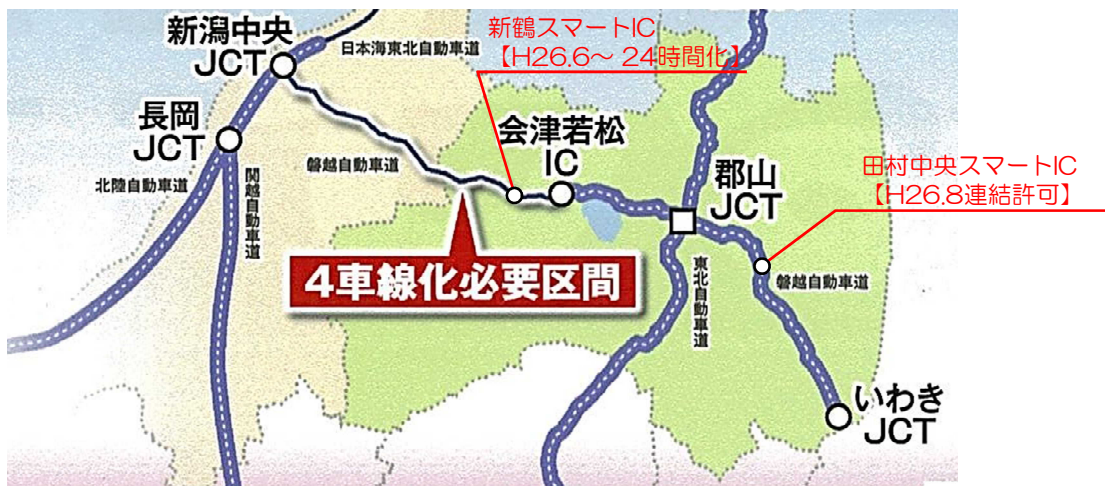 新潟中央
JCT
日本海東北自動車道
新鶴スマートIC
【H26.6～ 24時間化】
長岡
JCT
北陸自動車道
関越自動車道
磐越自動車道
会津若松
IC
郡山
JCT
田村中央スマートIC
【H26.8連結許可】
4車線化必要区間
東北自動車道
磐越自動車道
いわき
JCT